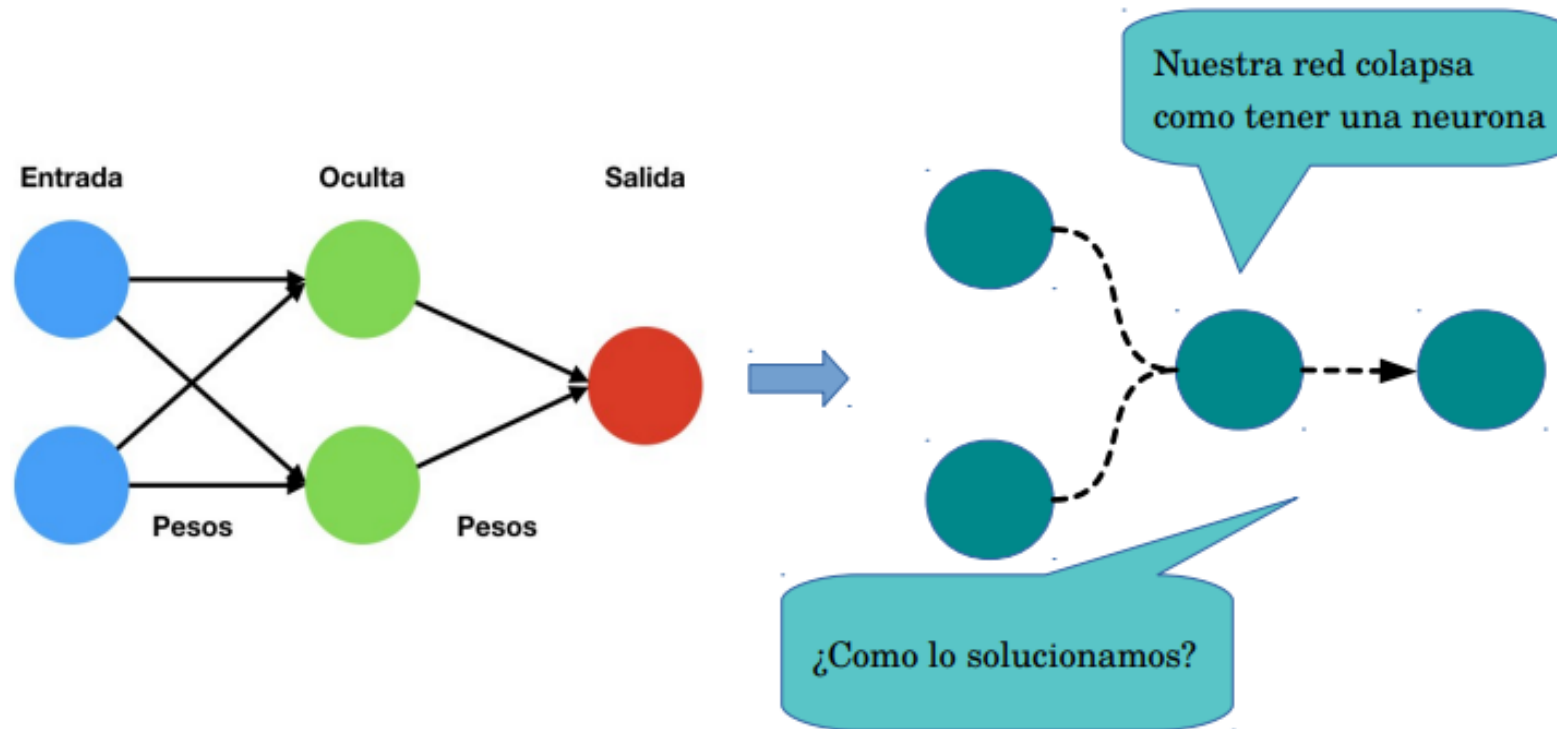 Entrada
Oculta
Salida
Pesos
Pesos
Nuestra red colapsa
como tener una neurona
¿Como lo solucionamos?